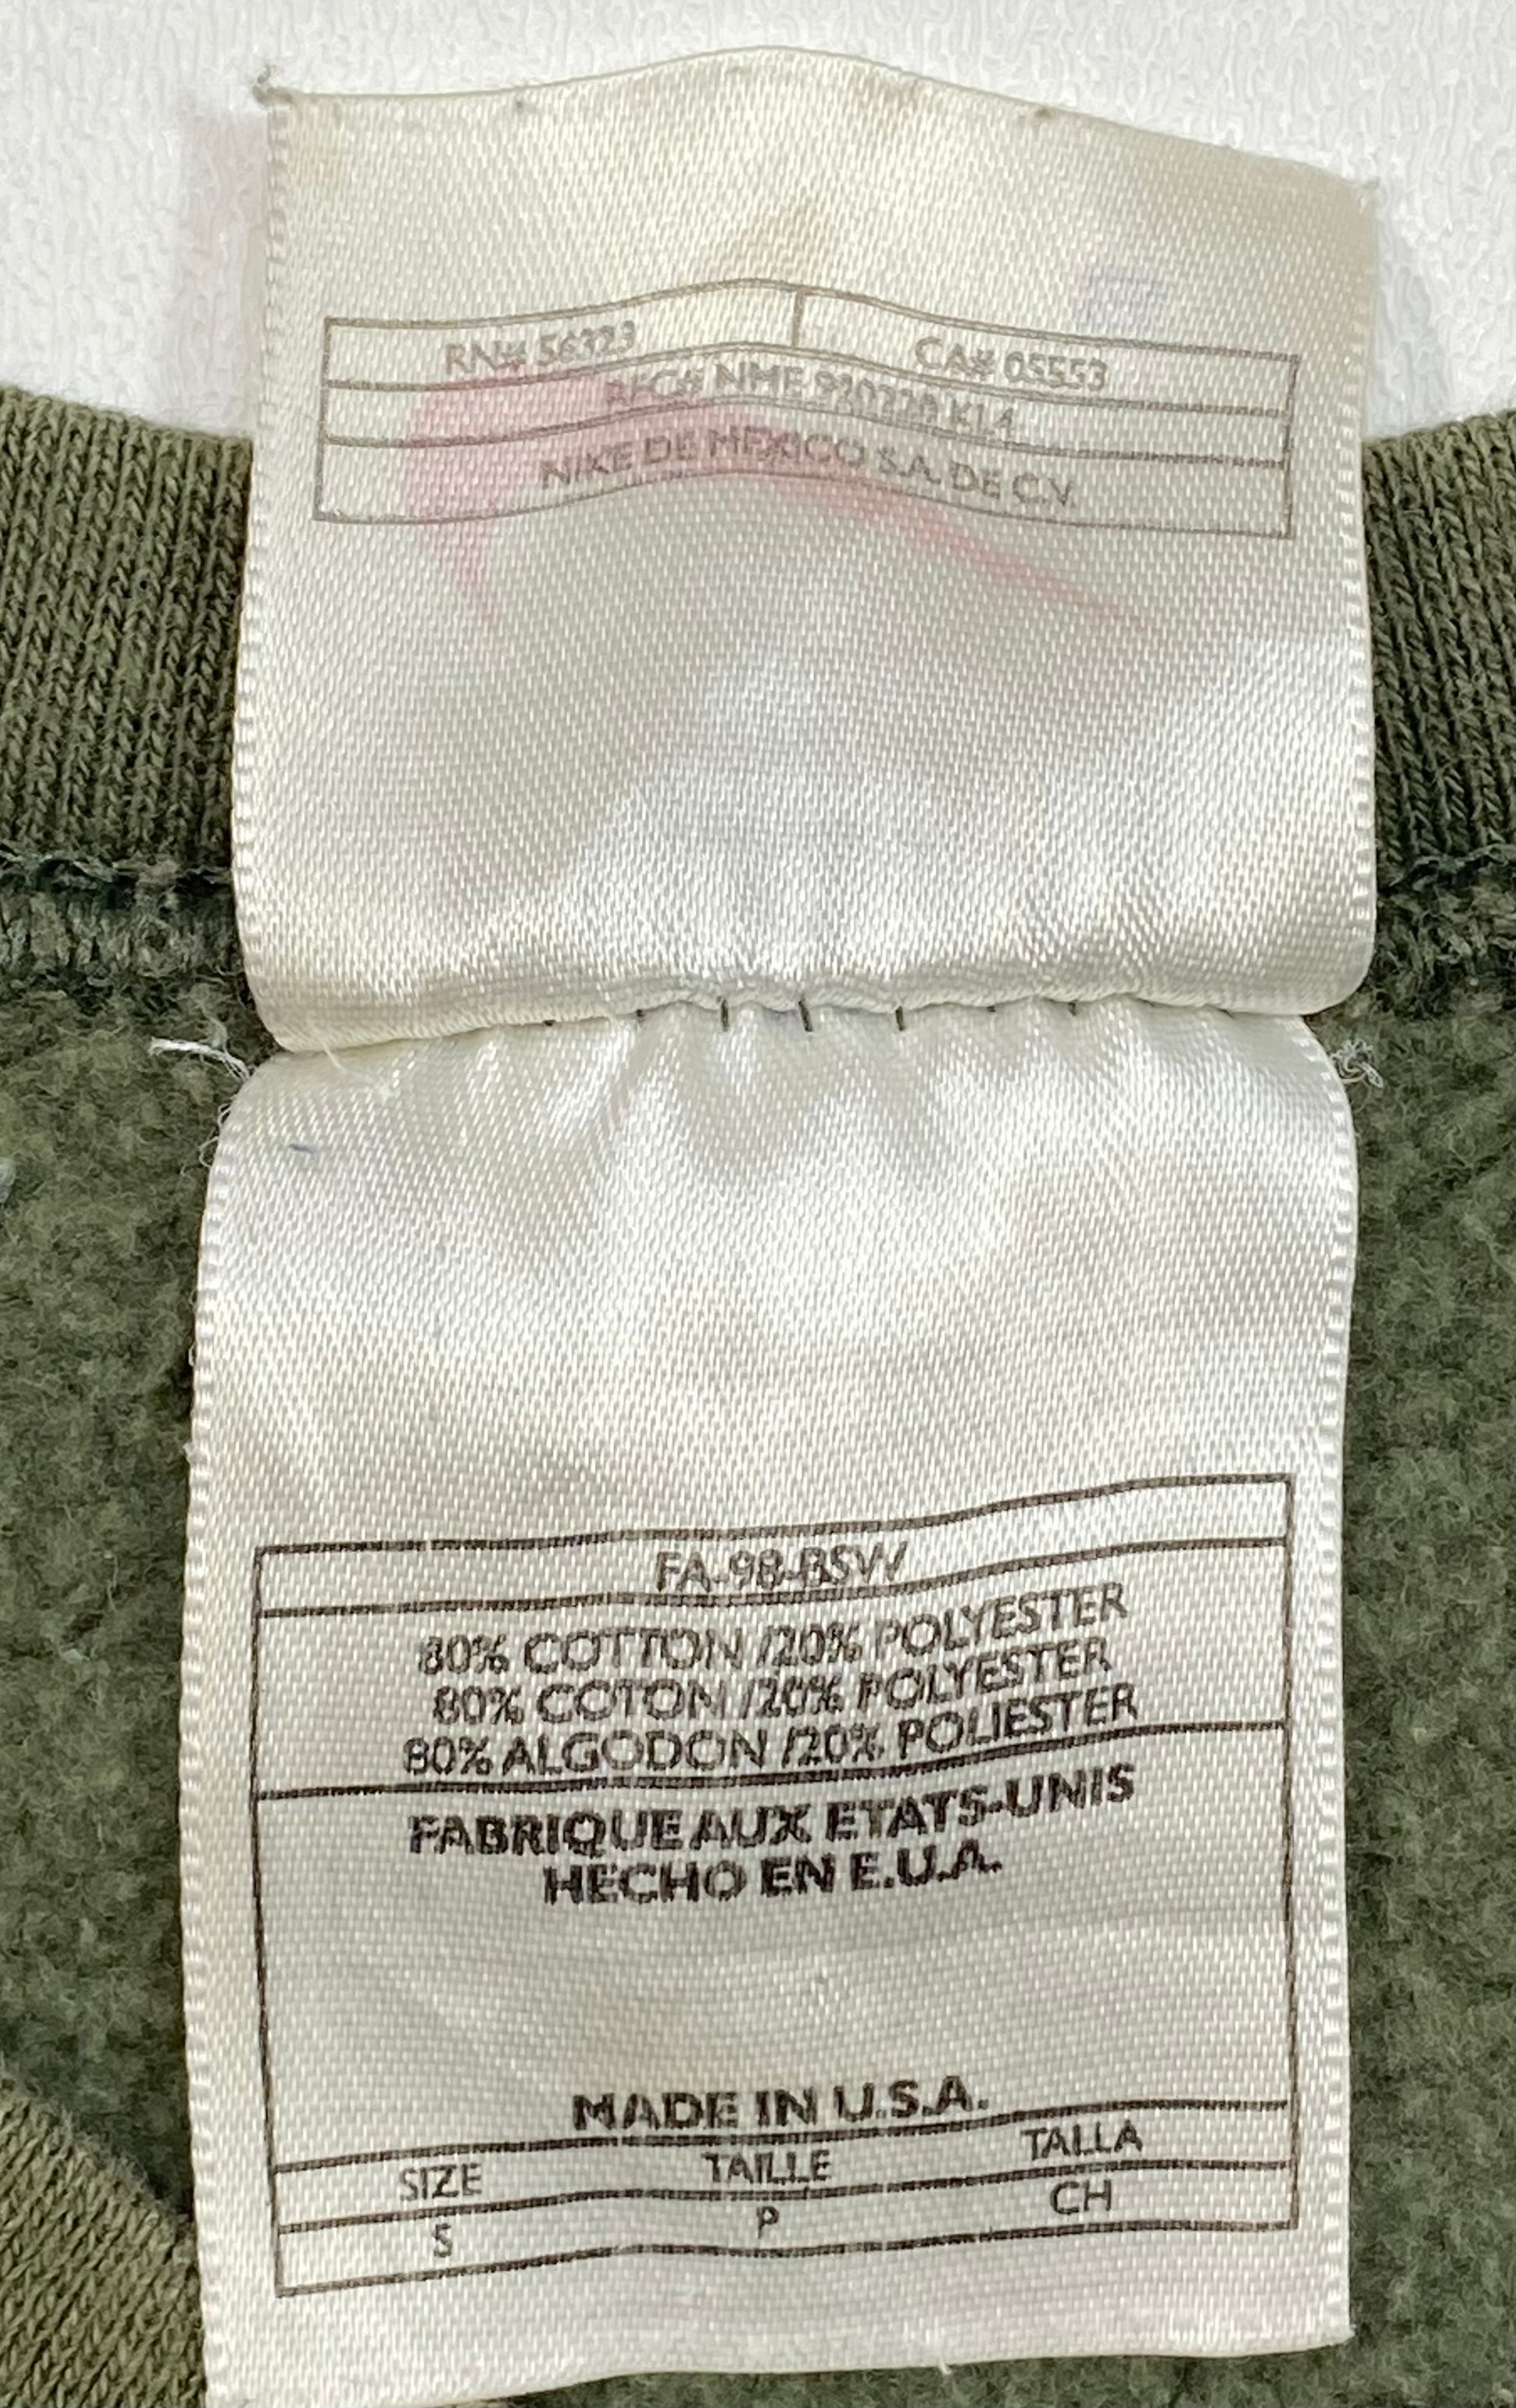 RN# 56323 CA# 05553
RFC# NME 920220 KL4
NIKE DE MEXICO S.A. DE C.V.
FA-98-BSW
80% COTTON /20% POLYESTER
80% COTON /20% POLYESTER
80% ALGODON /20% POLIESTER
FABRIQUE AUX ETATS-UNIS
HECHO EN E.U.A.
MADE IN U.S.A.
SIZE TAILLE TALLA
S P CH